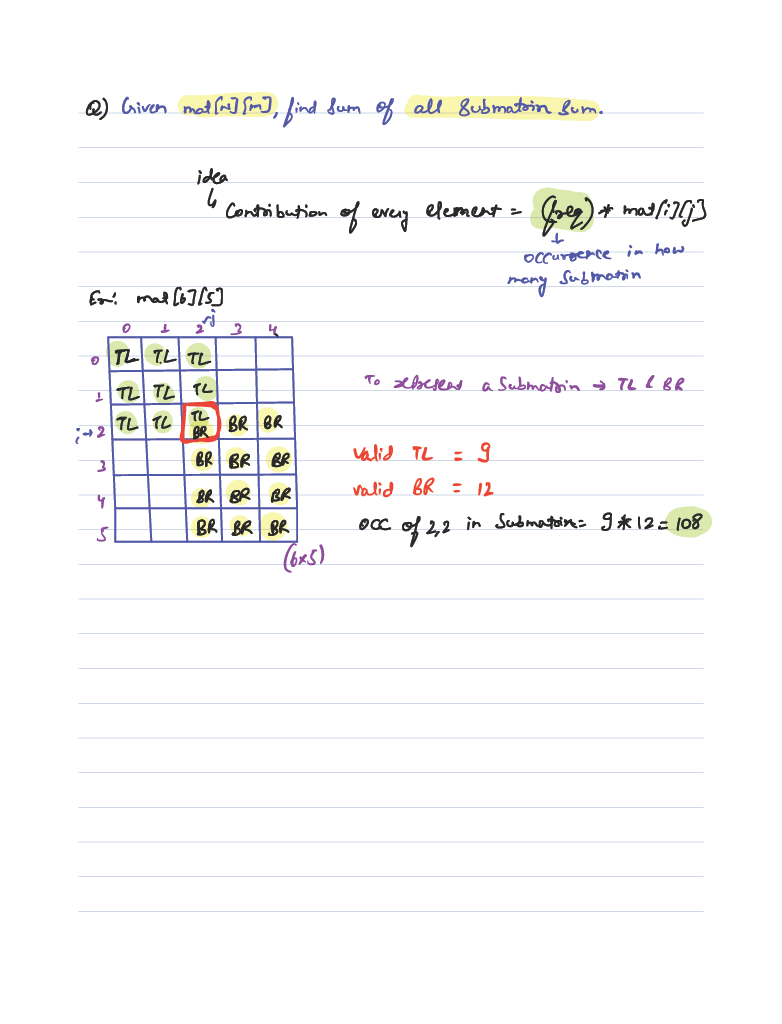 Q) Given mat[N][M], find Sum of all Submatrix Sum.
idea
↳ Contribution of every element = (freq) * mat[i][j]
↓
occurrence in how
many Submatrix
Ex: mat[6][5]
↙j
0 1 2 3 4
0 TL TL TL
1 TL TL TL
To represent a Submatrix → TL & BR
i→ 2 TL TL TL BR BR BR
3 BR BR BR
valid TL = 9
4 BR BR BR
valid BR = 12
5 BR BR BR
occ of 2,2 in Submatrix = 9 * 12 = 108
(6x5)